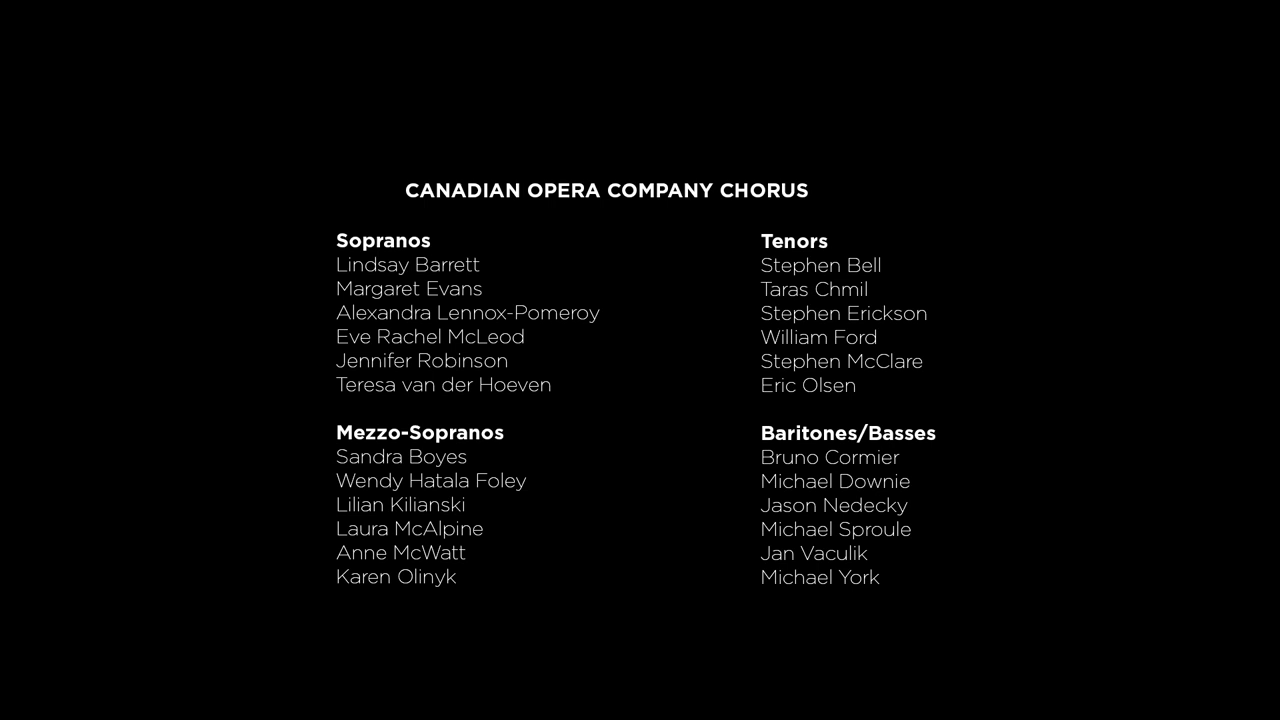 CANADIAN OPERA COMPANY CHORUS
Sopranos
Lindsay Barrett
Margaret Evans
Alexandra Lennox-Pomeroy
Eve Rachel McLeod
Jennifer Robinson
Teresa van der Hoeven
Mezzo-Sopranos
Sandra Boyes
Wendy Hatala Foley
Lilian Kilianski
Laura McAlpine
Anne McWatt
Karen Olinyk
Tenors
Stephen Bell
Taras Chmil
Stephen Erickson
William Ford
Stephen McClare
Eric Olsen
Baritones/Basses
Bruno Cormier
Michael Downie
Jason Nedecky
Michael Sproule
Jan Vaculik
Michael York